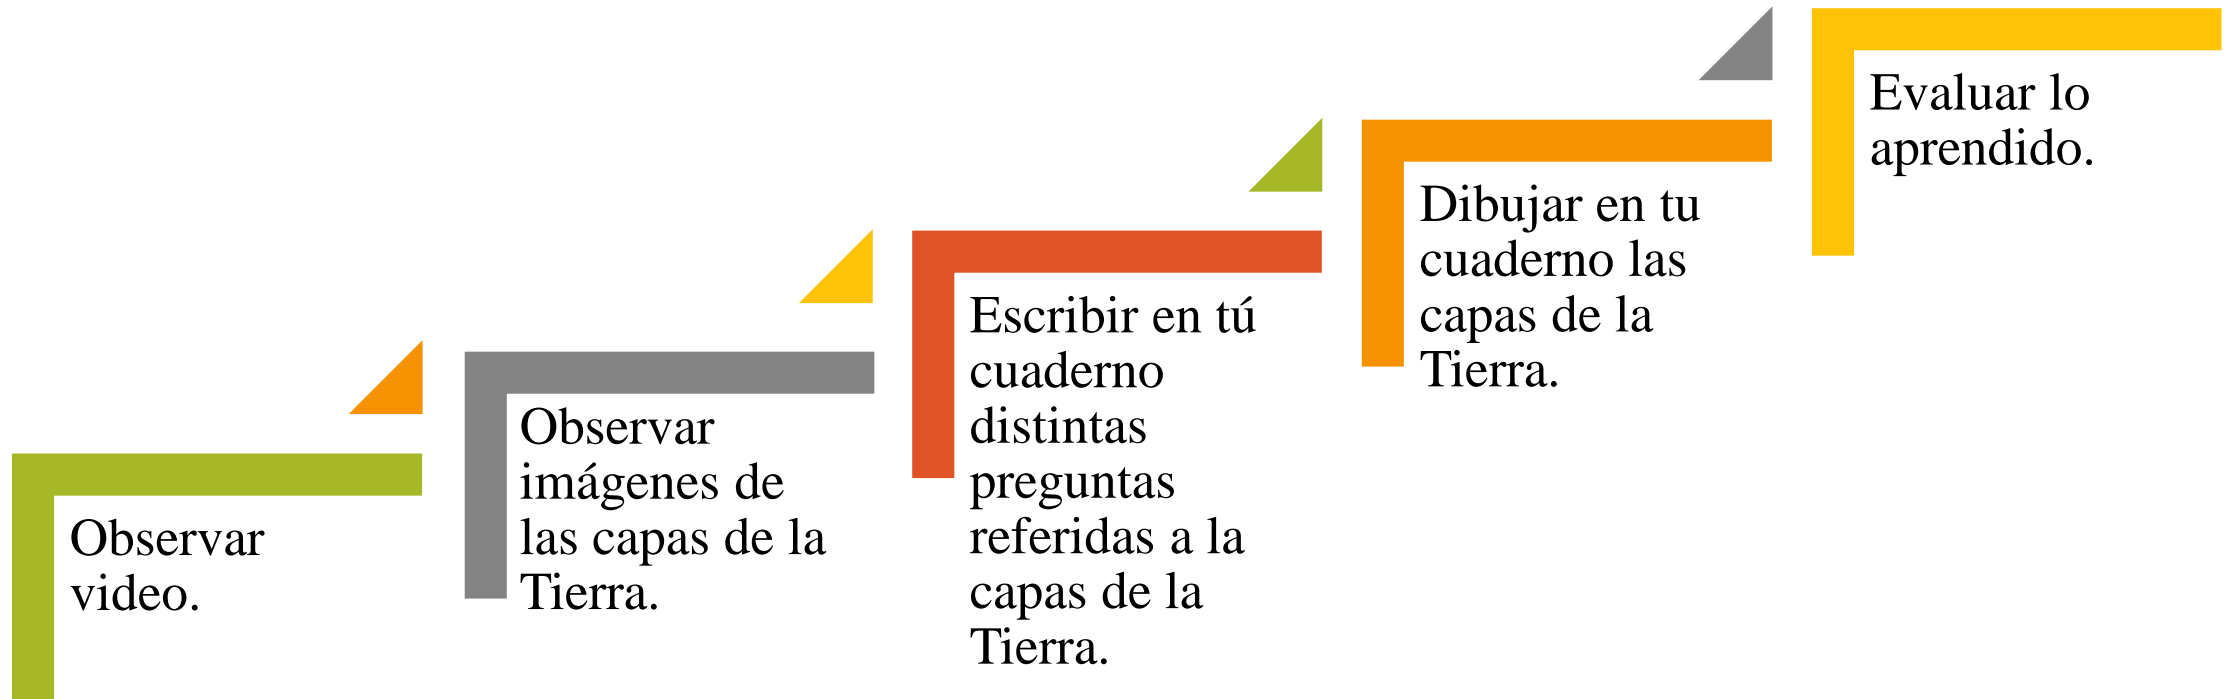 Observar
video.
Observar
imágenes de
las capas de la
Tierra.
Escribir en tú
cuaderno
distintas
preguntas
referidas a la
capas de la
Tierra.
Dibujar en tu
cuaderno las
capas de la
Tierra.
Evaluar lo
aprendido.